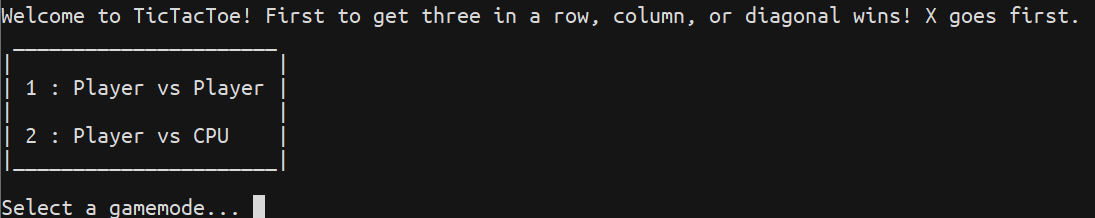 Welcome to TicTacToe! First to get three in a row, column, or diagonal wins! X goes first.
 ______________________
|                      |
| 1 : Player vs Player |
|                      |
| 2 : Player vs CPU    |
|______________________|

Select a gamemode...